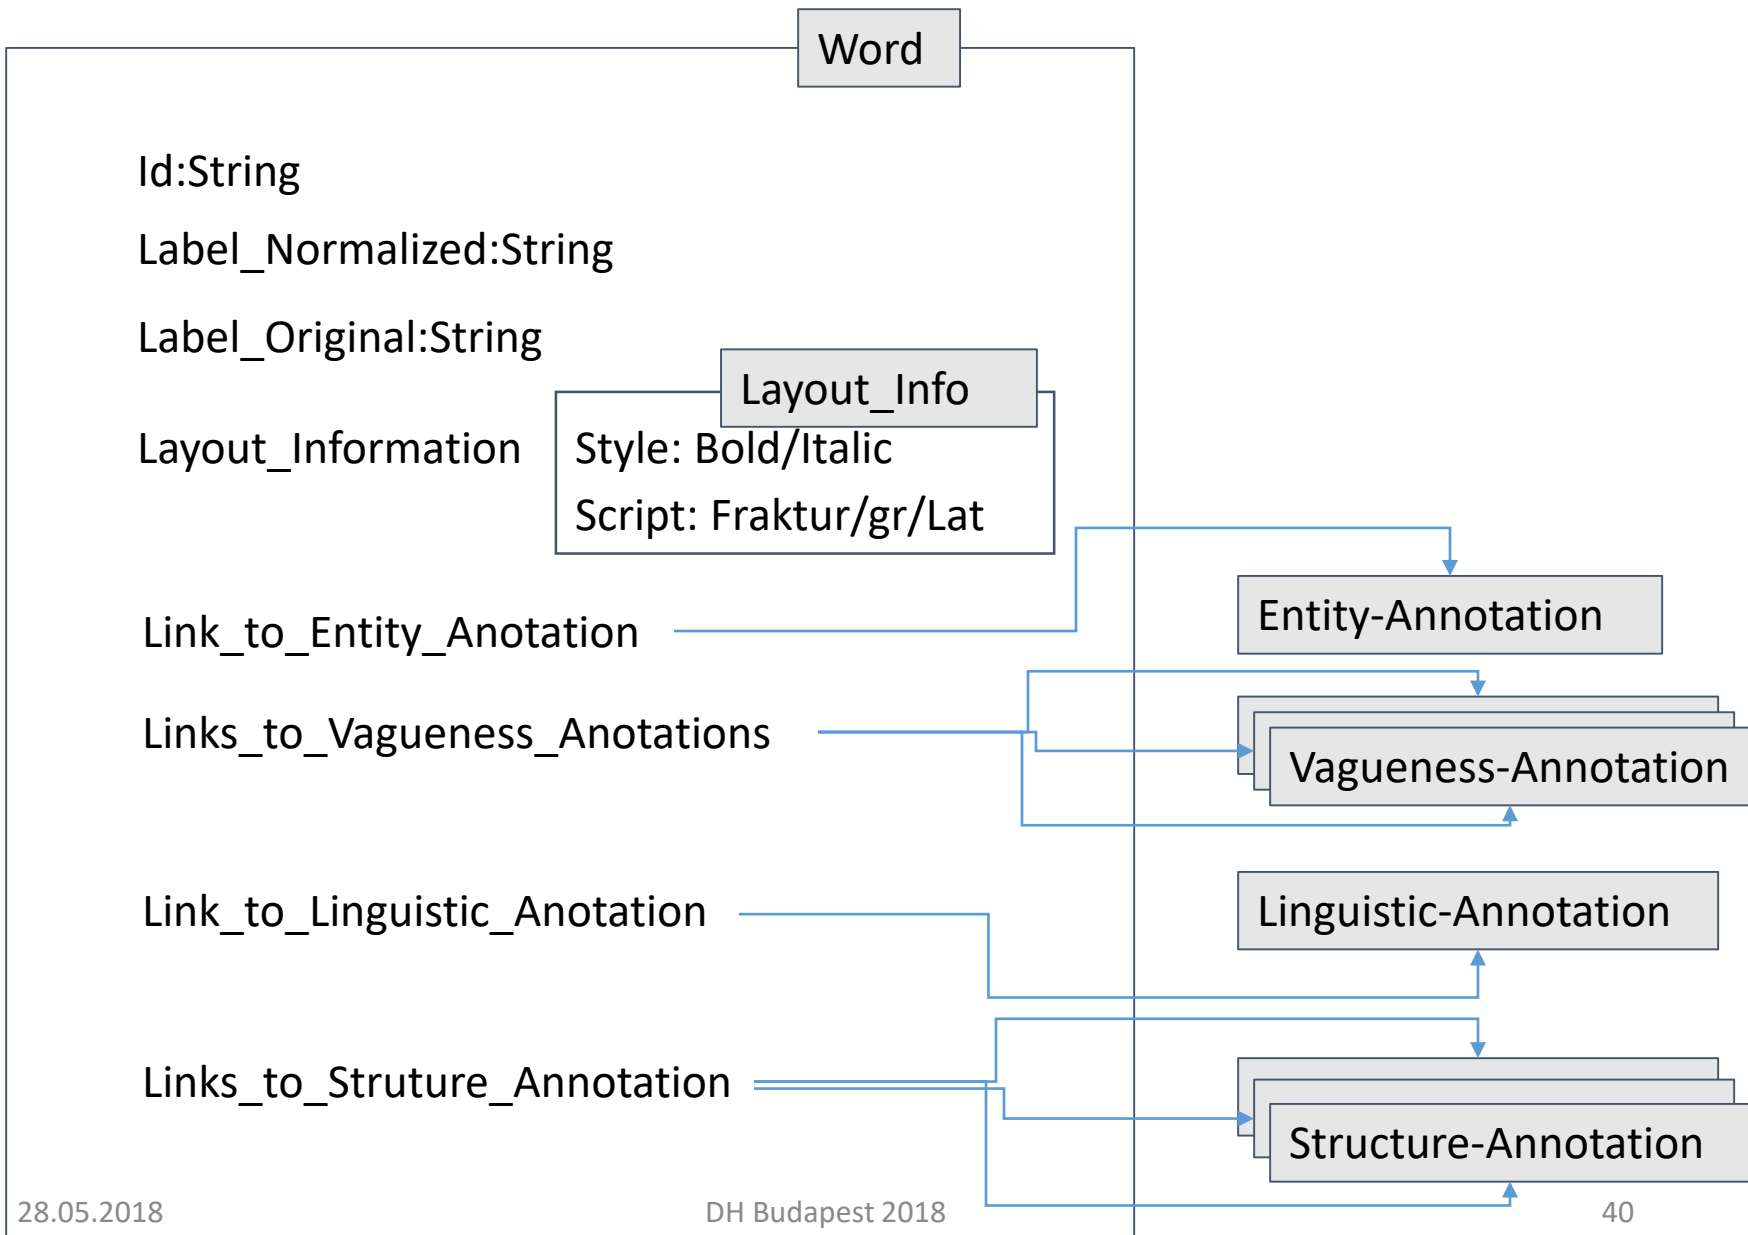 Word
Id:String
Label_Normalized:String
Label_Original:String
Layout_Info
Layout_Information
Style: Bold/Italic
Script: Fraktur/gr/Lat
Link_to_Entity_Anotation
Entity-Annotation
Links_to_Vagueness_Anotations
Vagueness-Annotation
Link_to_Linguistic_Anotation
Linguistic-Annotation
Links_to_Struture_Annotation
Structure-Annotation
28.05.2018
DH Budapest 2018
40